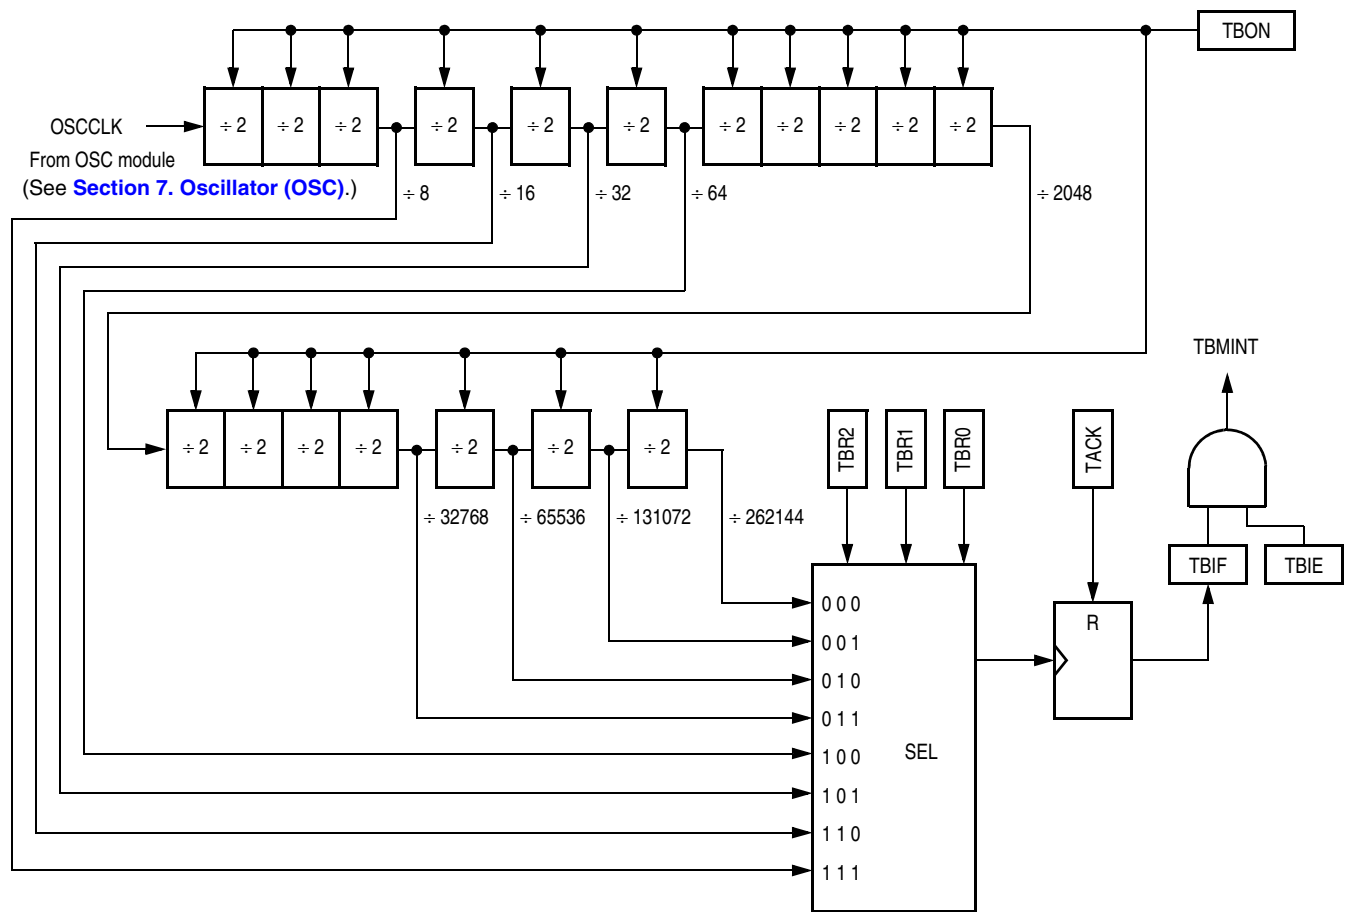 TBON
÷ 2 ÷ 2 ÷ 2 ÷ 2 ÷ 2 ÷ 2 ÷ 2 ÷ 2 ÷ 2 ÷ 2 ÷ 2
OSCCLK
From OSC module
(See Section 7. Oscillator (OSC).)
÷ 8 ÷ 16 ÷ 32 ÷ 64 ÷ 2048
TBMINT
÷ 2 ÷ 2 ÷ 2 ÷ 2 ÷ 2 ÷ 2 ÷ 2
TBR2 TBR1 TBR0 TACK
÷ 32768 ÷ 65536 ÷ 131072 ÷ 262144
TBIF TBIE
0 0 0
R
0 0 1
0 1 0
0 1 1
1 0 0
SEL
1 0 1
1 1 0
1 1 1